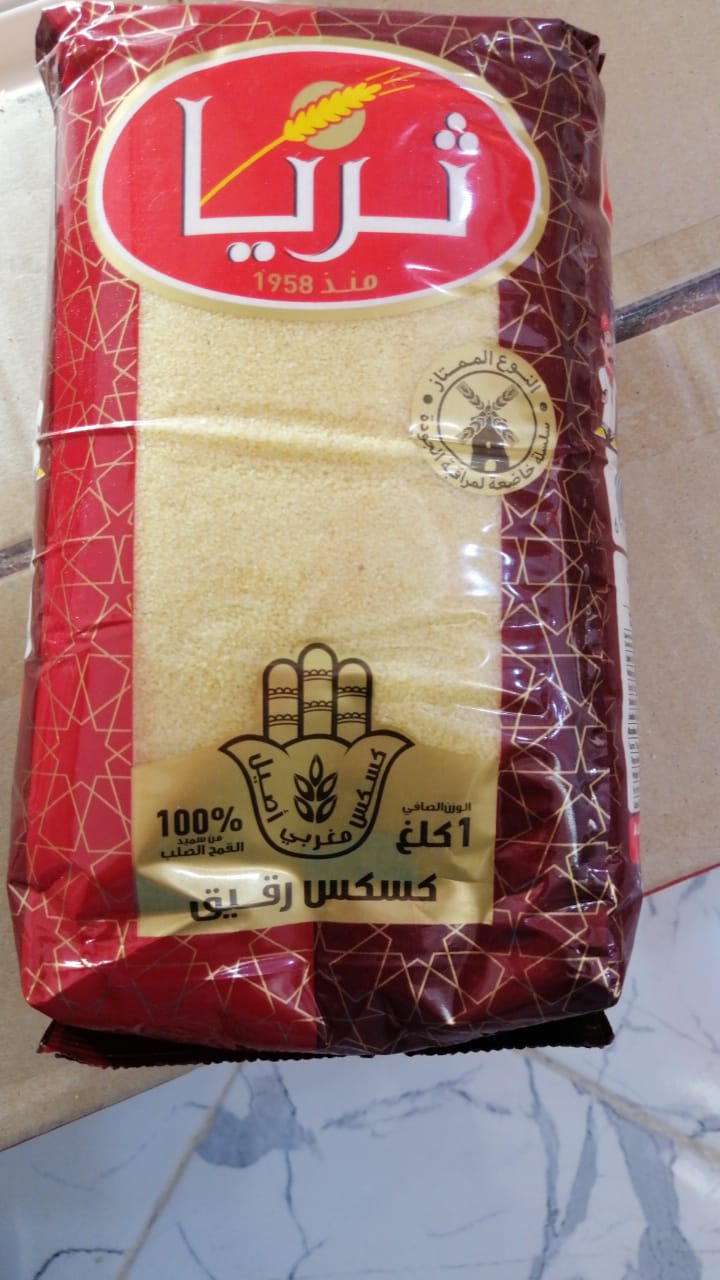 ثريا
منذ 1958
النوع الممتاز
سلسلة خاضعة لمراقبة الجودة
كسكس مغربي أصيل
الوزن الصافي
1 كلغ
100%
من سميد
القمح الصلب
كسكس رقيق